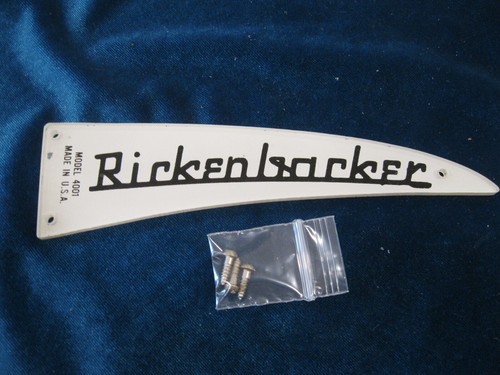 Rickenbacker
MODEL 4001
MADE IN U.S.A.